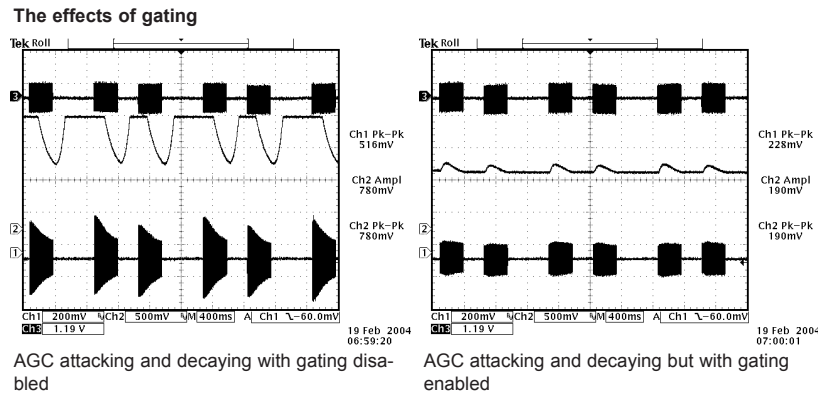 The effects of gating
Tek Roll
3
Ch1 Pk–Pk
516mV
Ch2 Ampl
780mV
2
Ch2 Pk–Pk
780mV
1
Ch1 200mV Ch2 500mV M 400ms A Ch1 –60.0mV
Ch3 1.19 V
19 Feb 2004
06:59:20
AGC attacking and decaying with gating disa-
bled
Tek Roll
3
Ch1 Pk–Pk
228mV
Ch2 Ampl
190mV
2
Ch2 Pk–Pk
190mV
1
Ch1 200mV Ch2 500mV M 400ms A Ch1 –60.0mV
Ch3 1.19 V
19 Feb 2004
07:00:01
AGC attacking and decaying but with gating
enabled